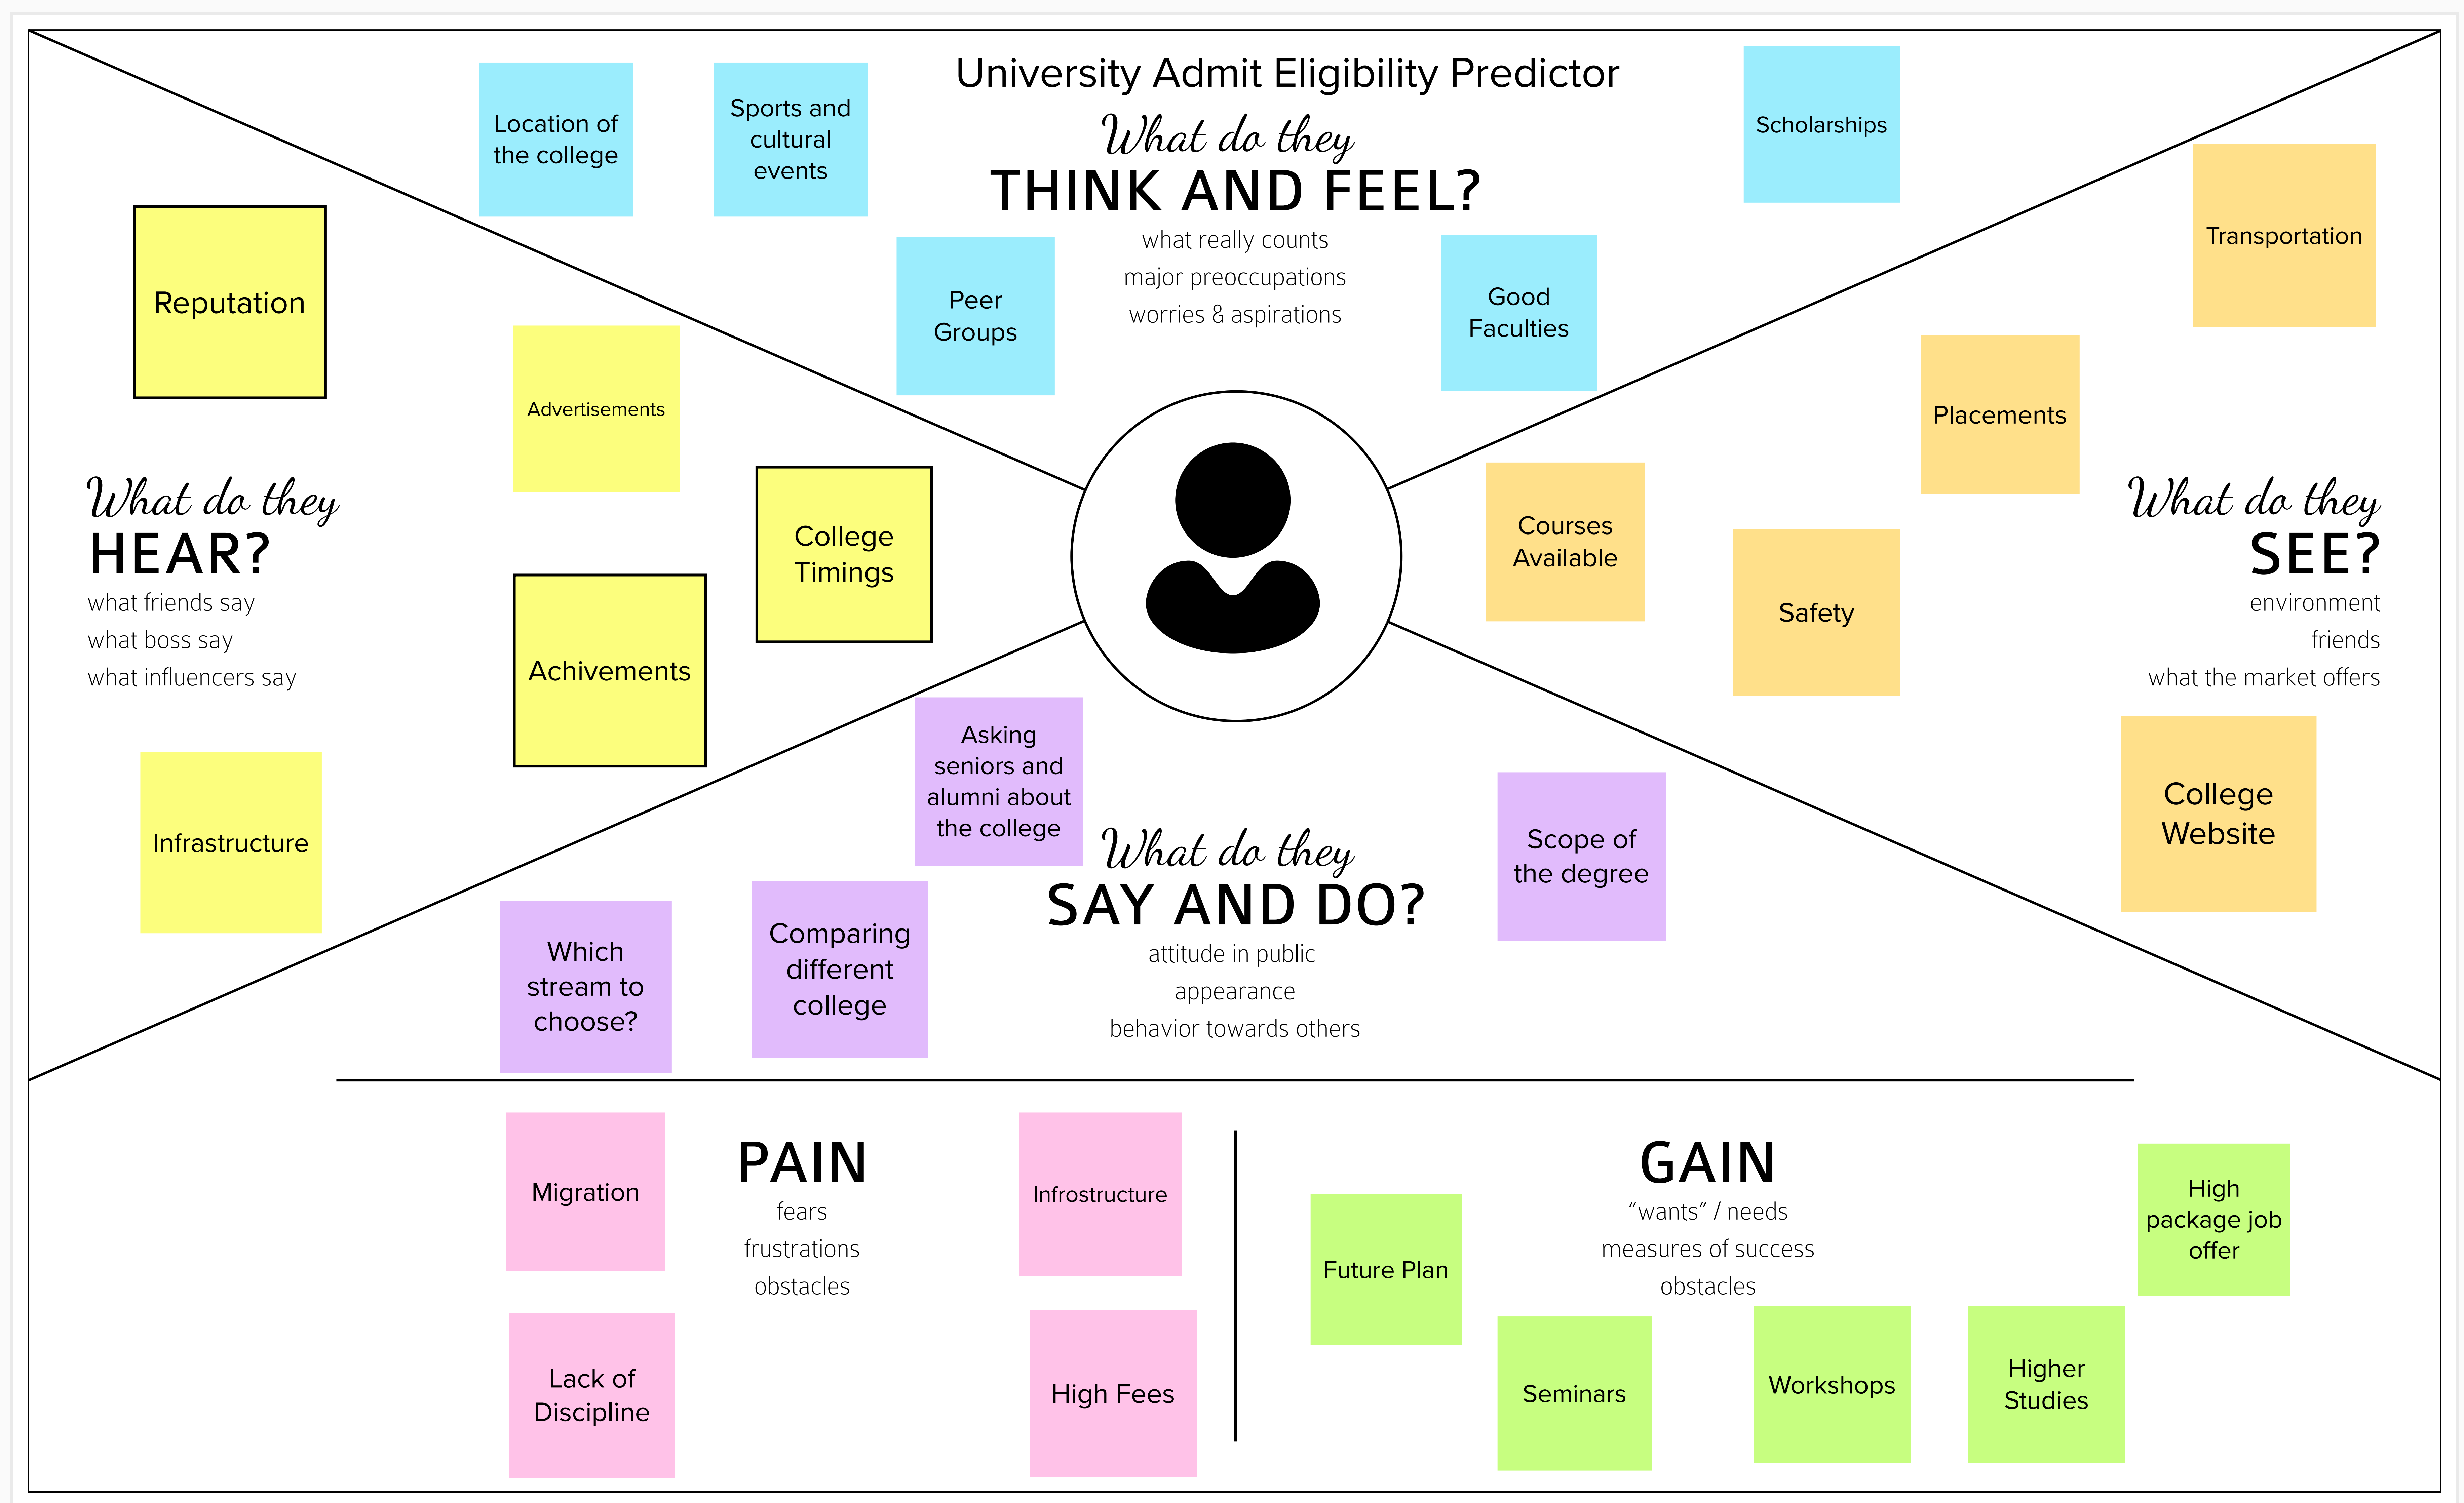 University Admit Eligibility Predictor
What do they
THINK AND FEEL?
what really counts
major preoccupations
worries & aspirations
Location of
the college
Sports and
cultural
events
Peer
Groups
Good
Faculties
Scholarships
What do they
HEAR?
what friends say
what boss say
what influencers say
Reputation
Advertisements
College
Timings
Achivements
Infrastructure
What do they
SEE?
environment
friends
what the market offers
Transportation
Placements
Courses
Available
Safety
College
Website
What do they
SAY AND DO?
attitude in public
appearance
behavior towards others
Asking
seniors and
alumni about
the college
Scope of
the degree
Comparing
different
college
Which
stream to
choose?
PAIN
fears
frustrations
obstacles
Migration
Infrostructure
Lack of
Discipline
High Fees
GAIN
“wants” / needs
measures of success
obstacles
Future Plan
High
package job
offer
Seminars
Workshops
Higher
Studies